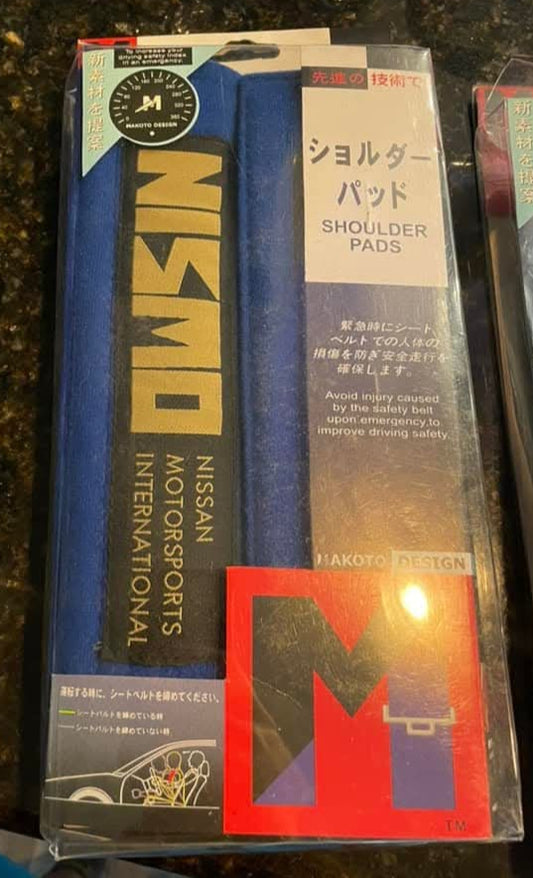 新素材を提案
To increase your
driving safety index
in an emergency.
MAKOTO DESIGN
先進の技術で
ショルダー
パッド
SHOULDER
PADS
NISMO
NISSAN
MOTORSPORTS
INTERNATIONAL
緊急時にシート
ベルトでの人体の
損傷を防ぎ安全走行を
確保します。
Avoid injury caused
by the safety belt
upon emergency,to
improve driving safety.
MAKOTO DESIGN
M
TM
運転する時に、シートベルトを締めてください。
シートバルトを締めている時
シートバルトを締めていない時
新素材を提